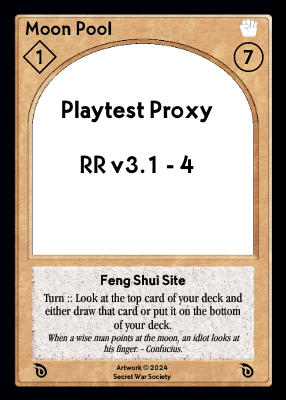 Moon Pool
1
7
Playtest Proxy
RR v3.1 - 4
Feng Shui Site
Turn :: Look at the top card of your deck and
either draw that card or put it on the bottom
of your deck.
When a wise man points at the moon, an idiot looks at
his finger. - Confucius.
Artwork © 2024
Secret War Society